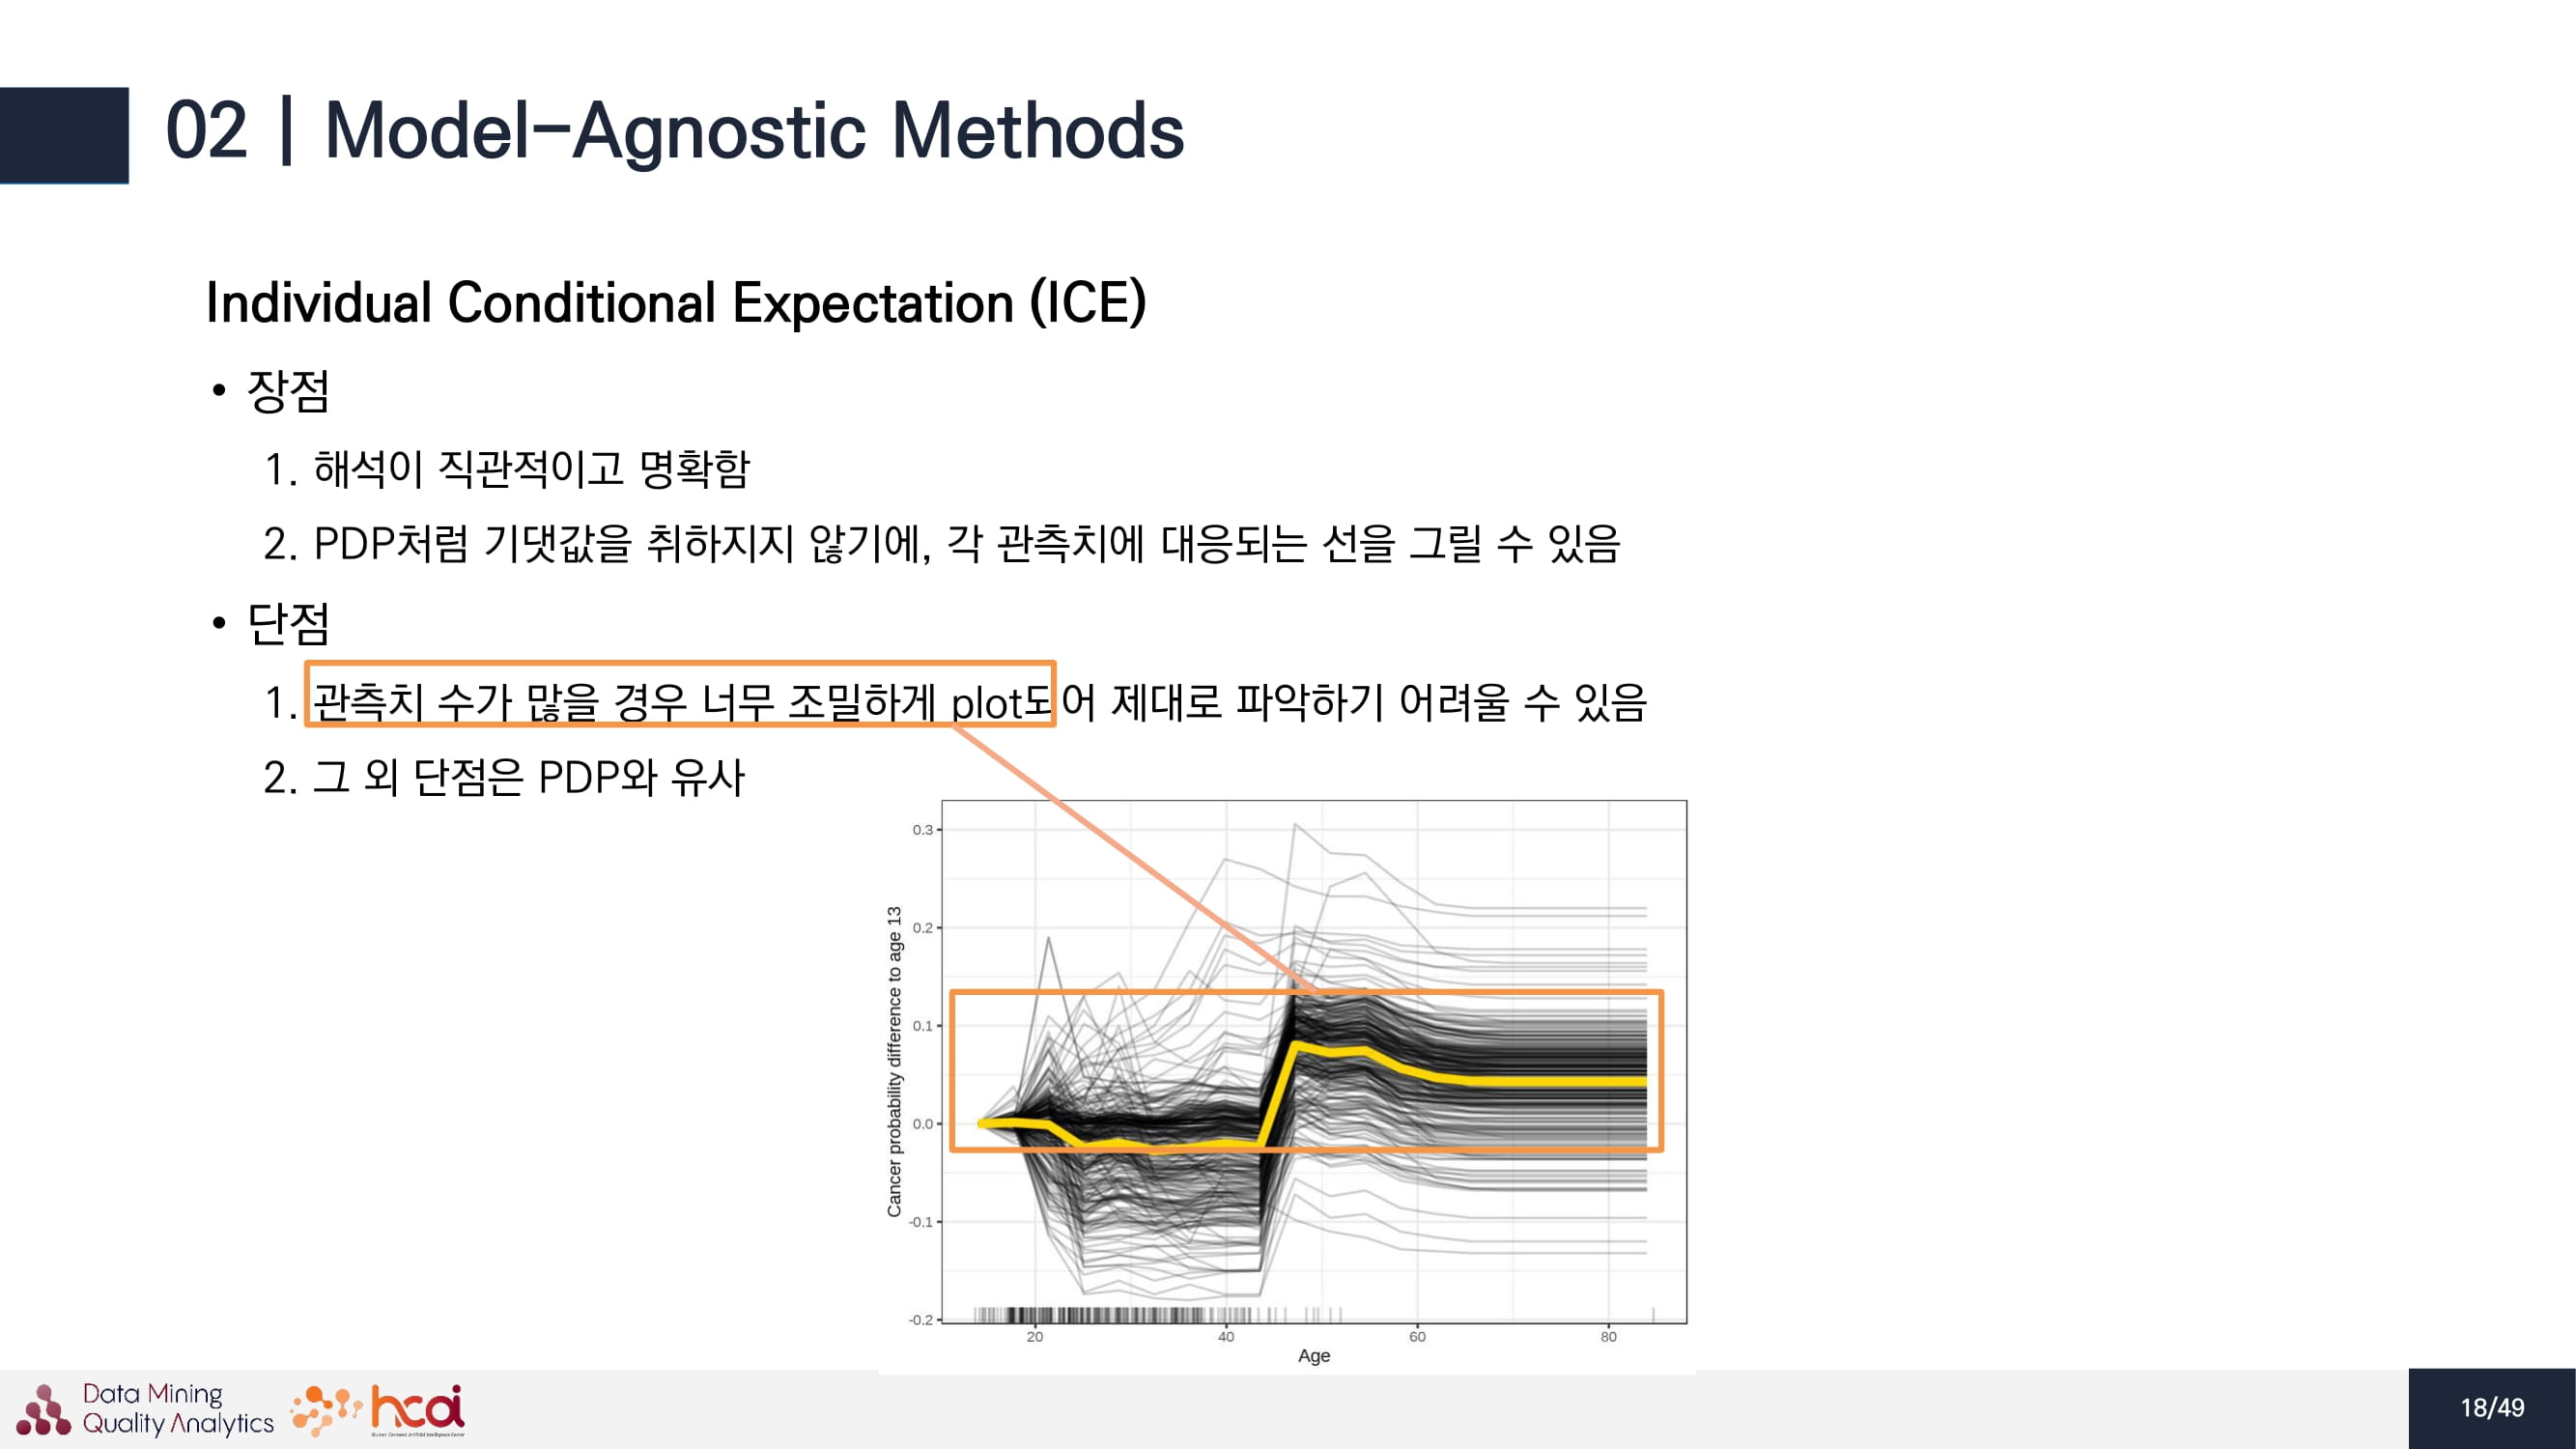 02 | Model-Agnostic Methods
Individual Conditional Expectation (ICE)
• 장점
1. 해석이 직관적이고 명확함
2. PDP처럼 기댓값을 취하지지 않기에, 각 관측치에 대응되는 선을 그릴 수 있음
• 단점
1. 관측치 수가 많을 경우 너무 조밀하게 plot되어 제대로 파악하기 어려울 수 있음
2. 그 외 단점은 PDP와 유사
Cancer probability difference to age 13
0.3
0.2
0.1
0.0
-0.1
-0.2
20 40 60 80
Age
Data Mining
Quality Analytics
hcai
Human Centered Artificial Intelligence Center
18/49